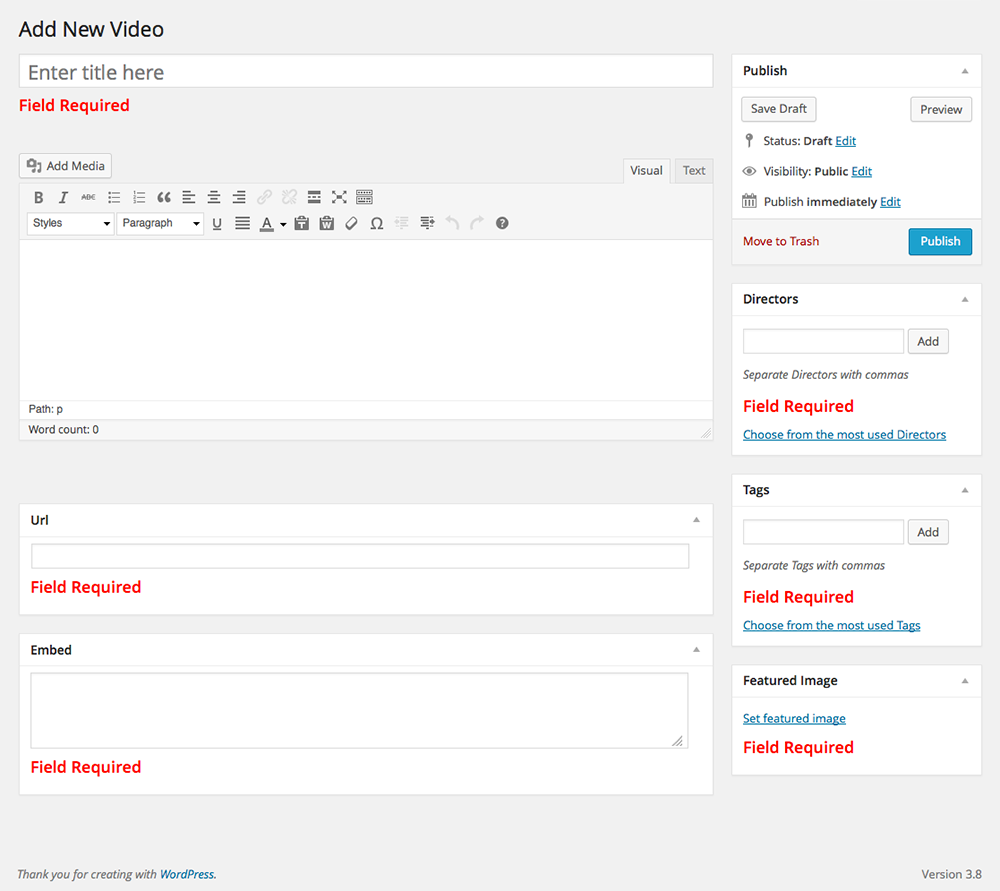 Add New Video
Enter title here
Field Required
Add Media
Visual Text
B I ABC
Styles Paragraph U A T W Ω ?
Path: p
Word count: 0
Url
Field Required
Embed
Field Required
Publish
Save Draft Preview
Status: Draft Edit
Visibility: Public Edit
Publish immediately Edit
Move to Trash Publish
Directors
Add
Separate Directors with commas
Field Required
Choose from the most used Directors
Tags
Add
Separate Tags with commas
Field Required
Choose from the most used Tags
Featured Image
Set featured image
Field Required
Thank you for creating with WordPress. Version 3.8